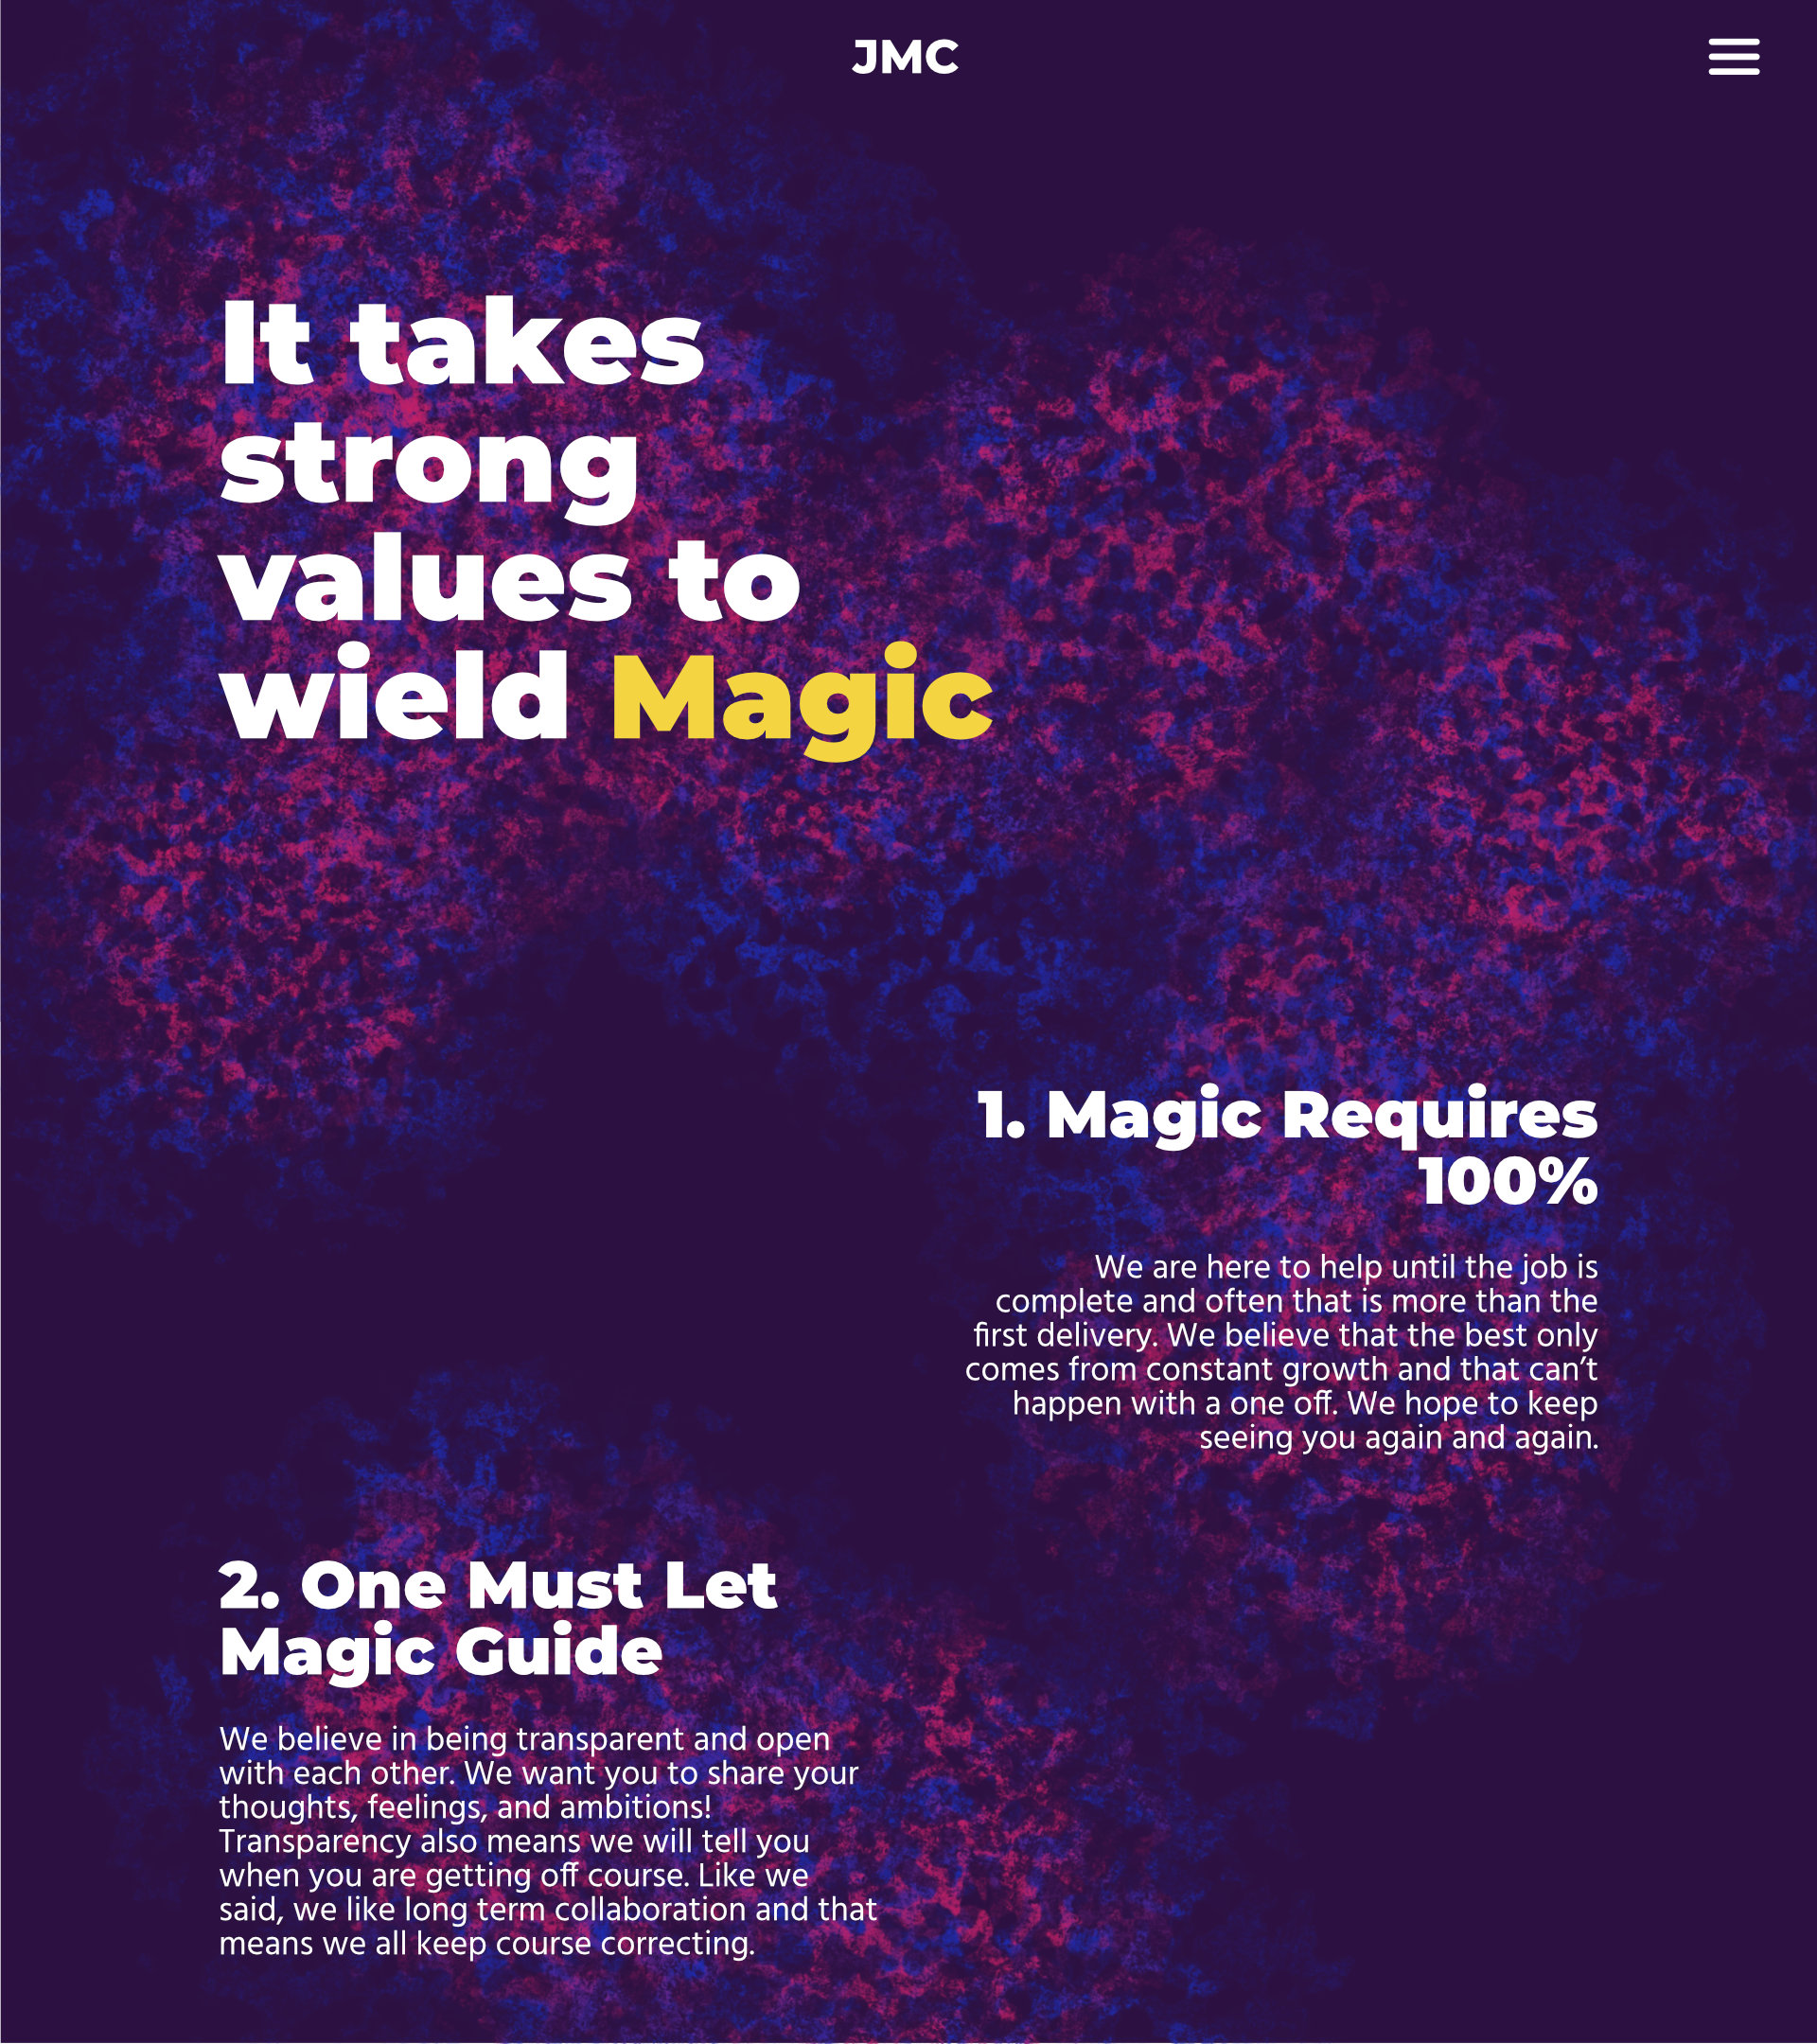 JMC
It takes
strong
values to
wield Magic
1. Magic Requires
100%
We are here to help until the job is
complete and often that is more than the
first delivery. We believe that the best only
comes from constant growth and that can’t
happen with a one off. We hope to keep
seeing you again and again.
2. One Must Let
Magic Guide
We believe in being transparent and open
with each other. We want you to share your
thoughts, feelings, and ambitions!
Transparency also means we will tell you
when you are getting off course. Like we
said, we like long term collaboration and that
means we all keep course correcting.